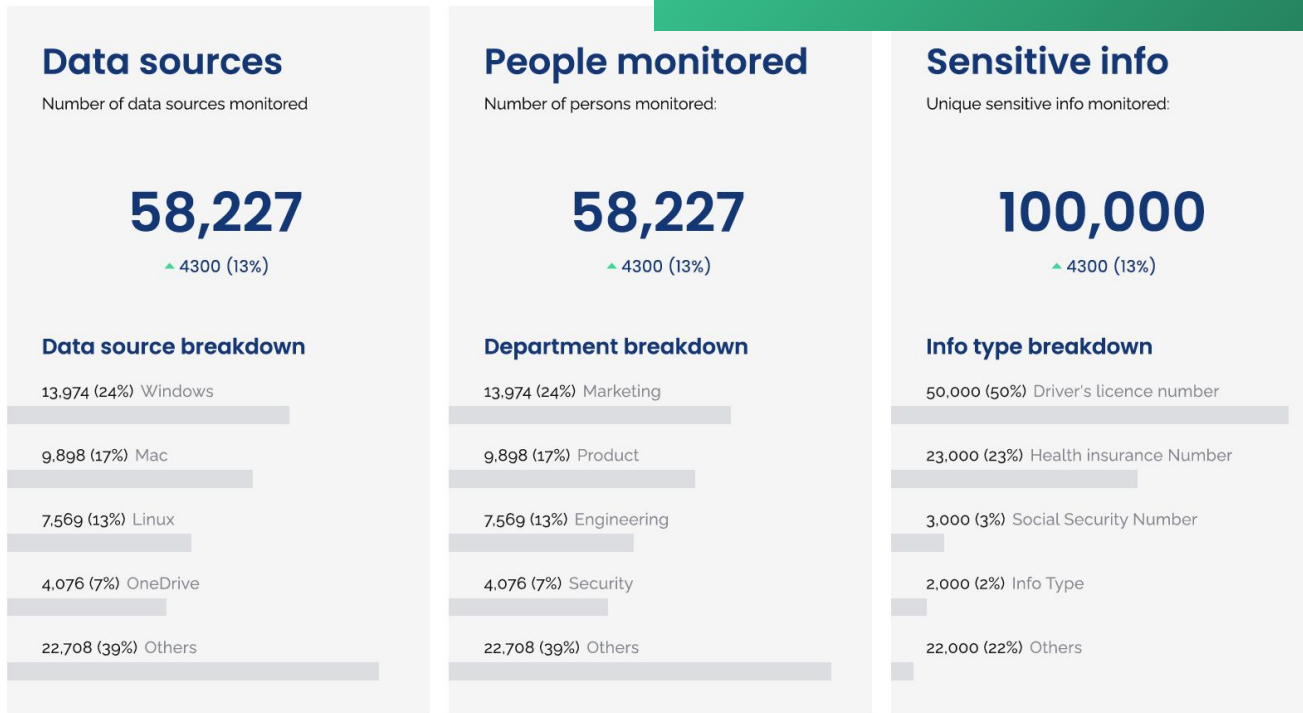 Data sources
Number of data sources monitored
58,227
4300 (13%)
Data source breakdown
13,974 (24%) Windows
9,898 (17%) Mac
7,569 (13%) Linux
4,076 (7%) OneDrive
22,708 (39%) Others
People monitored
Number of persons monitored:
58,227
4300 (13%)
Department breakdown
13,974 (24%) Marketing
9,898 (17%) Product
7,569 (13%) Engineering
4,076 (7%) Security
22,708 (39%) Others
Sensitive info
Unique sensitive info monitored:
100,000
4300 (13%)
Info type breakdown
50,000 (50%) Driver's licence number
23,000 (23%) Health insurance Number
3,000 (3%) Social Security Number
2,000 (2%) Info Type
22,000 (22%) Others